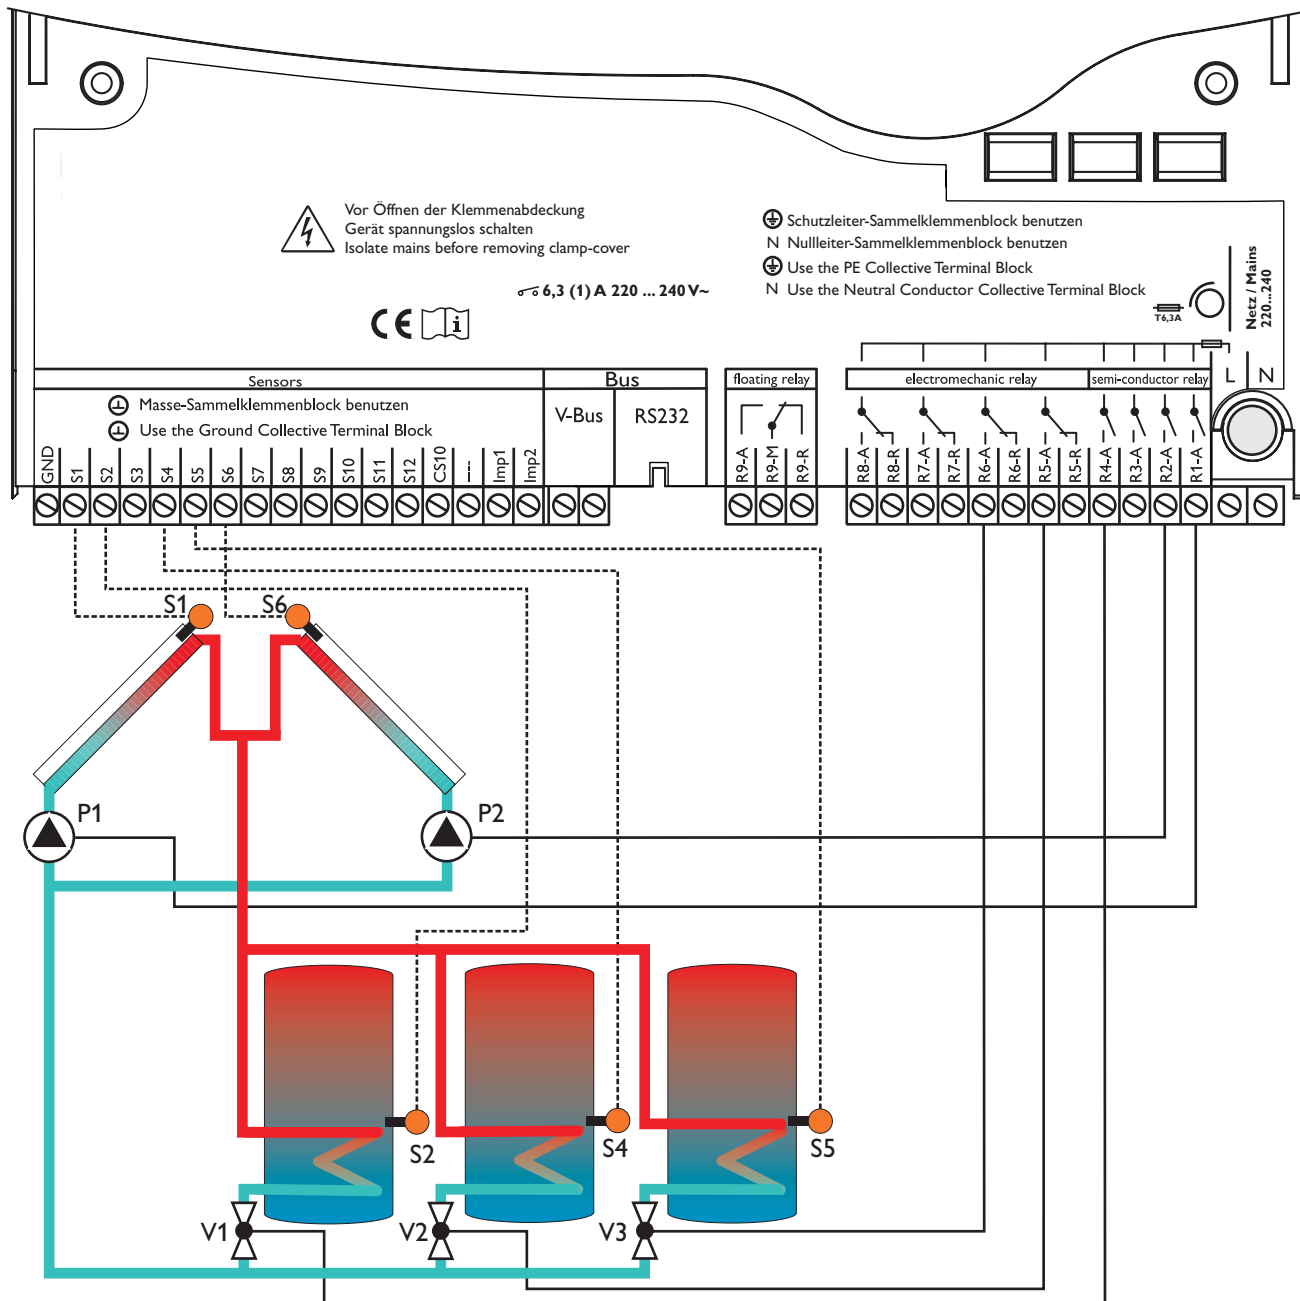 Vor Öffnen der Klemmenabdeckung
Gerät spannungslos schalten
Isolate mains before removing clamp-cover
6,3 (1) A 220 ... 240 V~
CE i
Schutzleiter-Sammelklemmenblock benutzen
N Nullleiter-Sammelklemmenblock benutzen
Use the PE Collective Terminal Block
N Use the Neutral Conductor Collective Terminal Block
T6,3A
Netz / Mains
220...240
L N
Sensors
Masse-Sammelklemmenblock benutzen
Use the Ground Collective Terminal Block
GND S1 S2 S3 S4 S5 S6 S7 S8 S9 S10 S11 S12 CS10 --- Imp1 Imp2
Bus
V-Bus RS232
floating relay
R9-A R9-M R9-R
electromechanic relay
R8-A R8-R R7-A R7-R R6-A R6-R R5-A R5-R
semi-conductor relay
R4-A R3-A R2-A R1-A
S1 S6
P1 P2
S2 S4 S5
V1 V2 V3